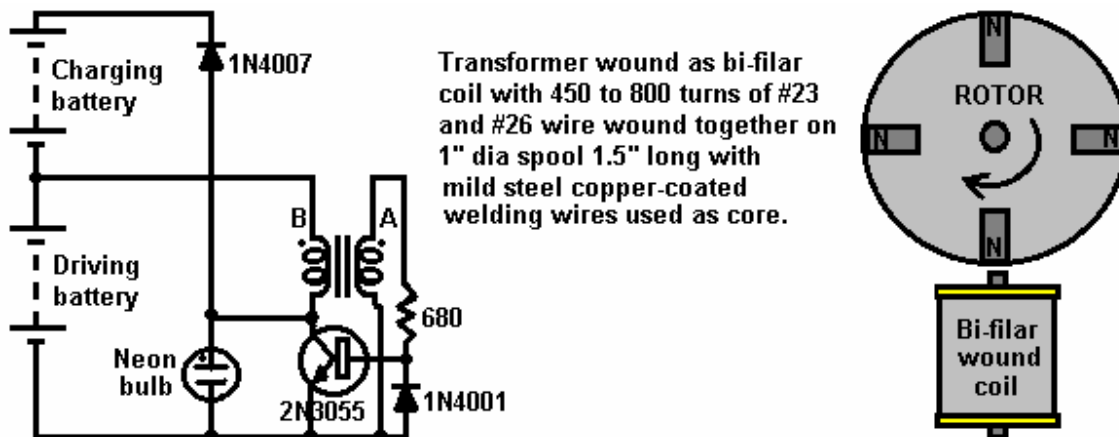 Charging
battery
1N4007
Driving
battery
Neon
bulb
B
A
680
2N3055
1N4001
Transformer wound as bi-filar
coil with 450 to 800 turns of #23
and #26 wire wound together on
1" dia spool 1.5" long with
mild steel copper-coated
welding wires used as core.
N
ROTOR
N
N
N
Bi-filar
wound
coil